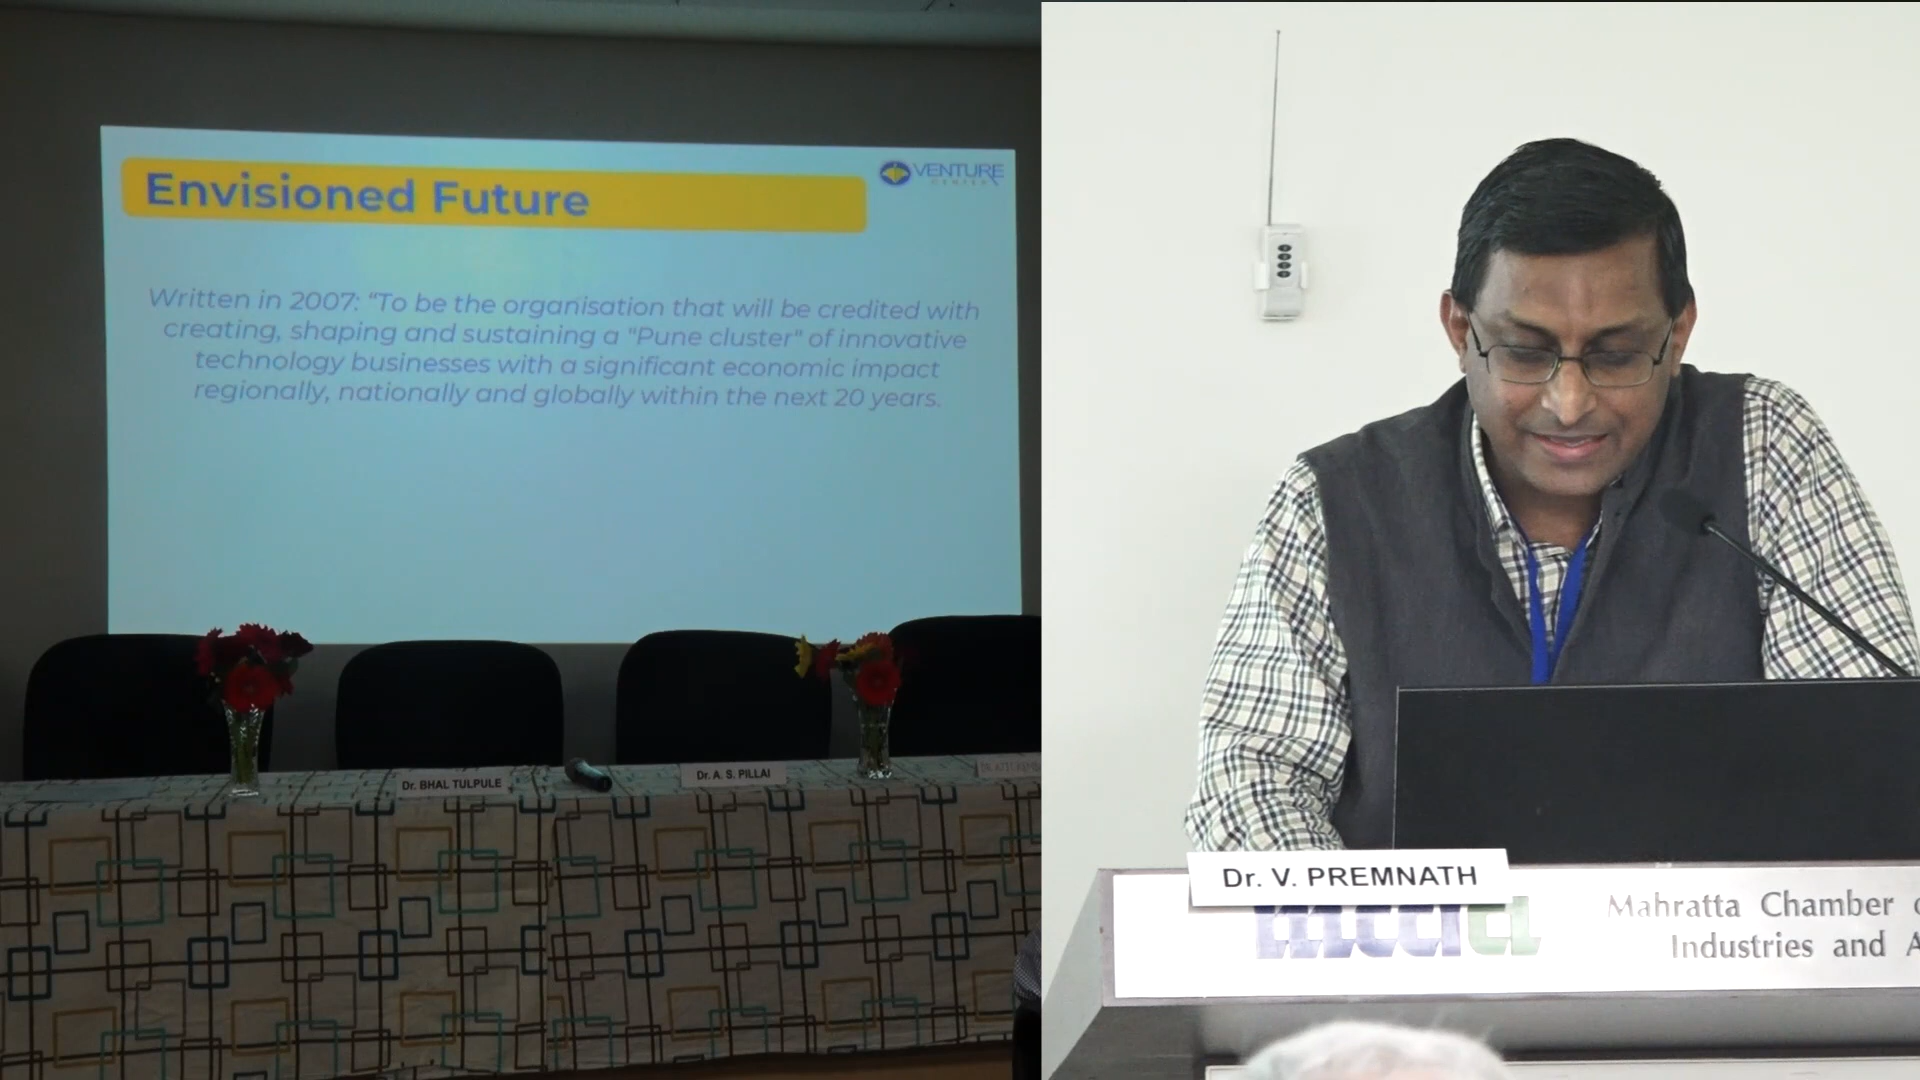 Envisioned Future
VENTURE
CENTER
Written in 2007: “To be the organisation that will be credited with
creating, shaping and sustaining a "Pune cluster" of innovative
technology businesses with a significant economic impact
regionally, nationally and globally within the next 20 years.
Dr. BHAL TULPULE
Dr. A. S. PILLAI
Dr. V. PREMNATH
mccia
Mahratta Chamber
Industries and A